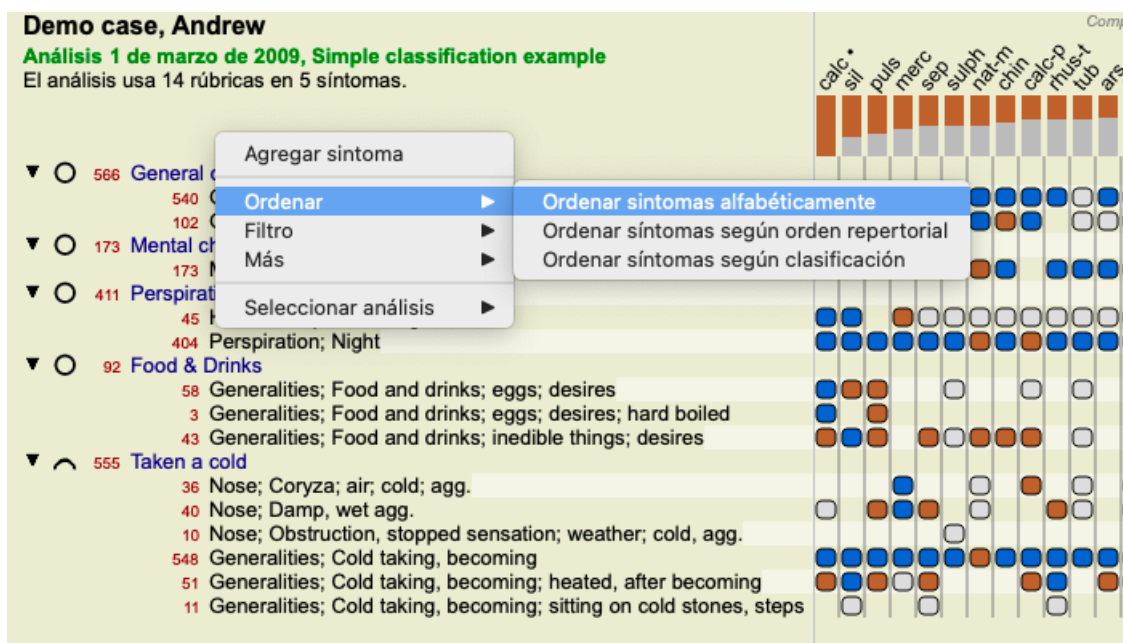 Demo case, Andrew
Análisis 1 de marzo de 2009, Simple classification example
El análisis usa 14 rúbricas en 5 síntomas.
calc • sil puls merc sep sulph nat-m chin calc-p rhus-t tub ars
Agregar sintoma
Ordenar
Filtro
Más
Seleccionar análisis
Ordenar sintomas alfabéticamente
Ordenar síntomas según orden repertorial
Ordenar síntomas según clasificación
566 General
540
102
173 Mental
173
411
45
404 Perspiration; Night
92 Food & Drinks
58 Generalities; Food and drinks; eggs; desires
3 Generalities; Food and drinks; eggs; desires; hard boiled
43 Generalities; Food and drinks; inedible things; desires
555 Taken a cold
36 Nose; Coryza; air; cold; agg.
40 Nose; Damp, wet agg.
10 Nose; Obstruction, stopped sensation; weather; cold, agg.
548 Generalities; Cold taking, becoming
51 Generalities; Cold taking, becoming; heated, after becoming
11 Generalities; Cold taking, becoming; sitting on cold stones, steps